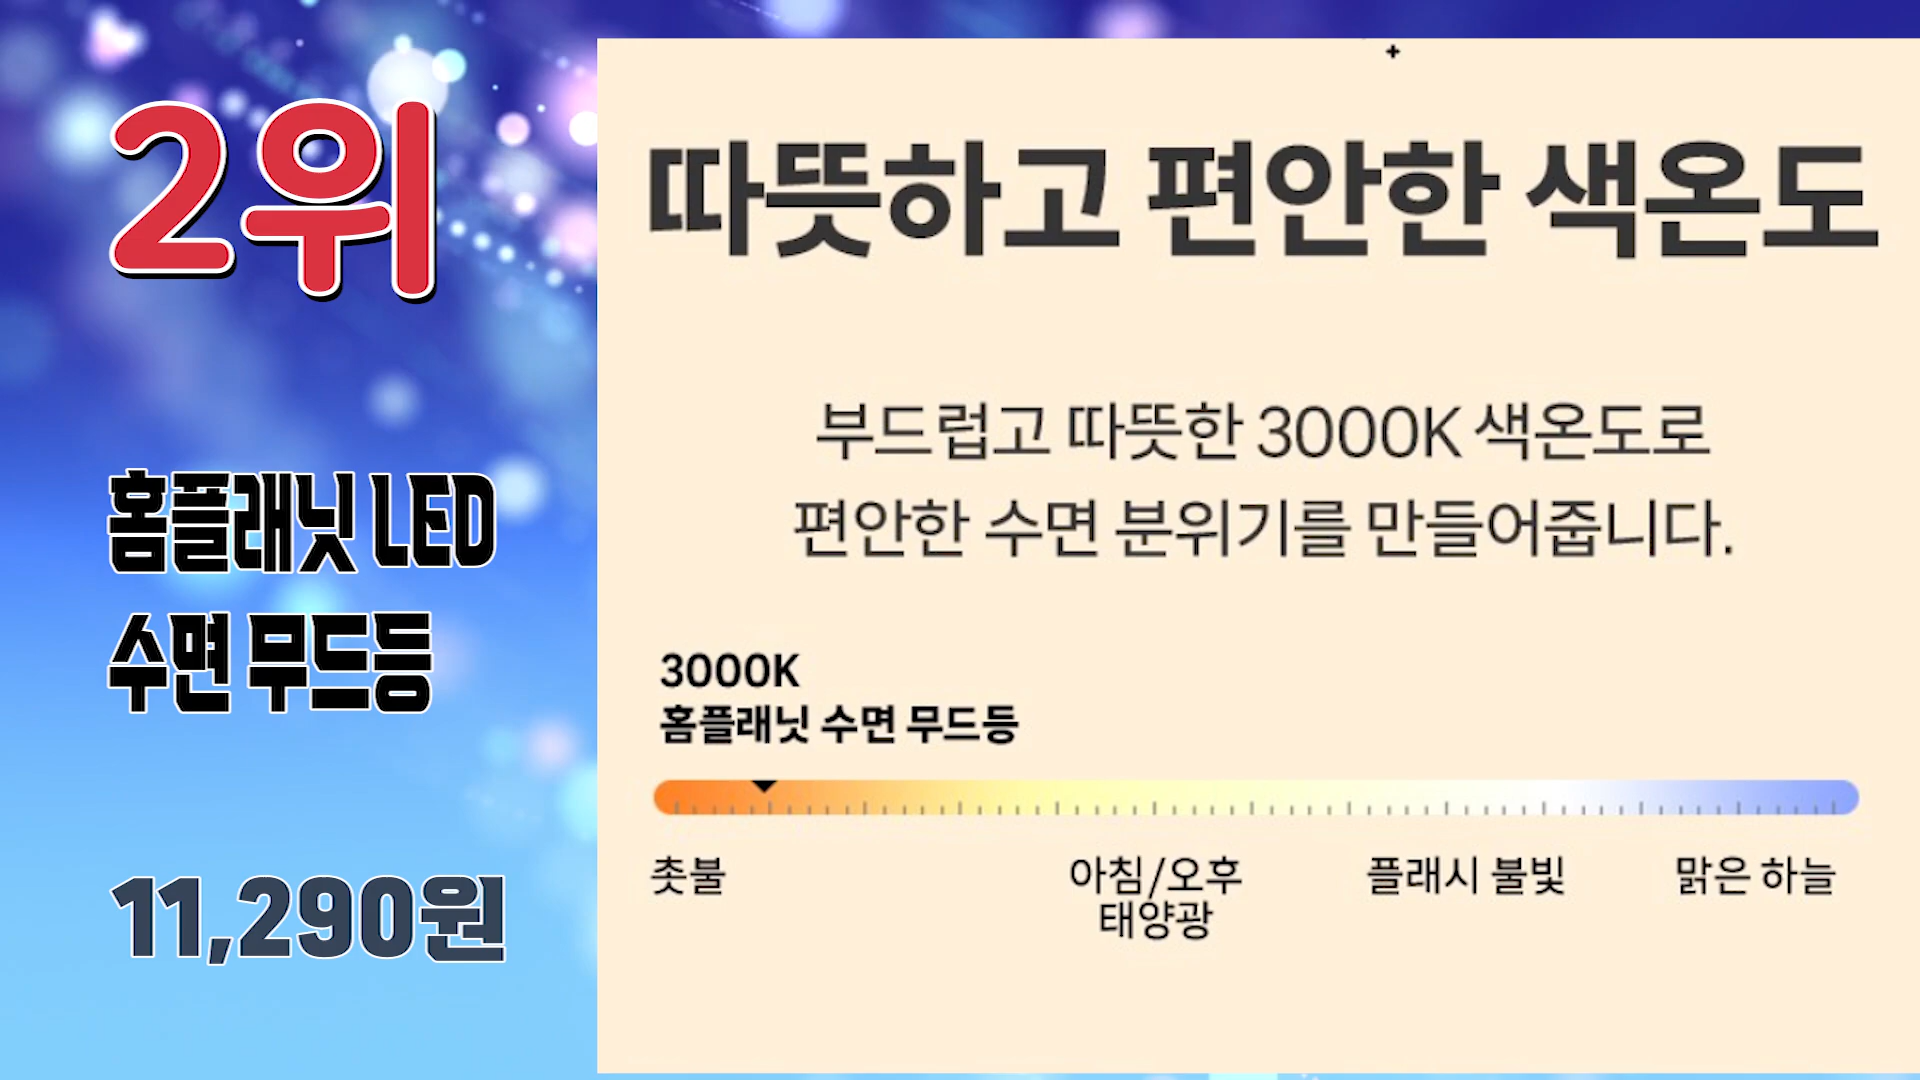 2위
홈플래닛 LED
수면 무드등
11,290원
따뜻하고 편안한 색온도
부드럽고 따뜻한 3000K 색온도로
편안한 수면 분위기를 만들어줍니다.
3000K
홈플래닛 수면 무드등
촛불
아침/오후
태양광
플래시 불빛
맑은 하늘